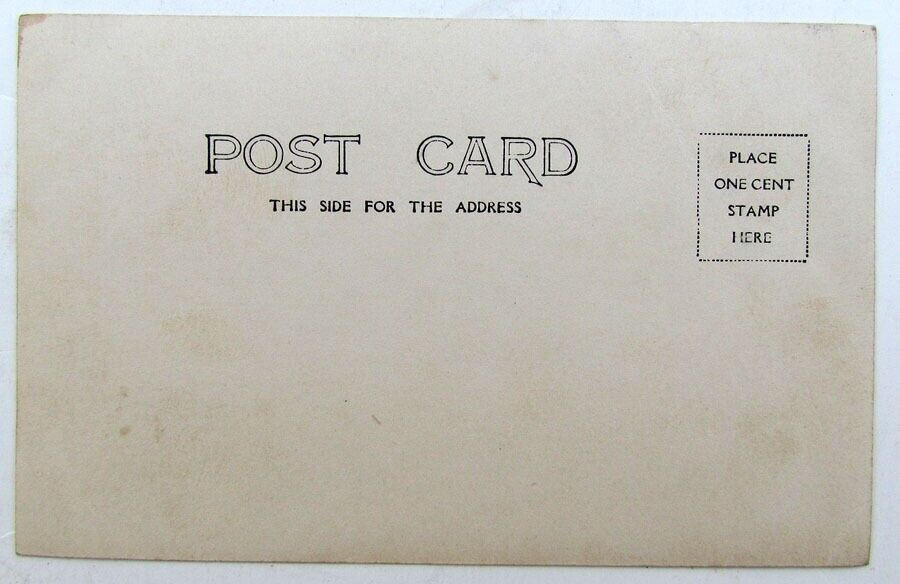 POST CARD
THIS SIDE FOR THE ADDRESS
PLACE
ONE CENT
STAMP
HERE